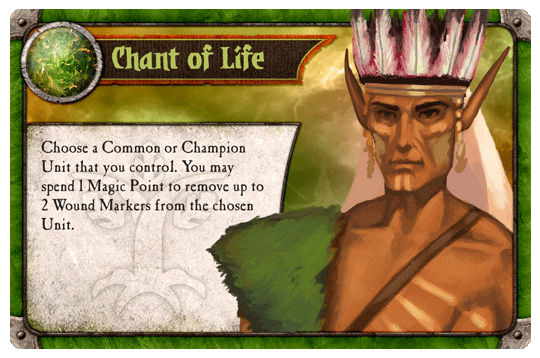 Chant of Life
Choose a Common or Champion
Unit that you control. You may
spend 1 Magic Point to remove up to
2 Wound Markers from the chosen
Unit.